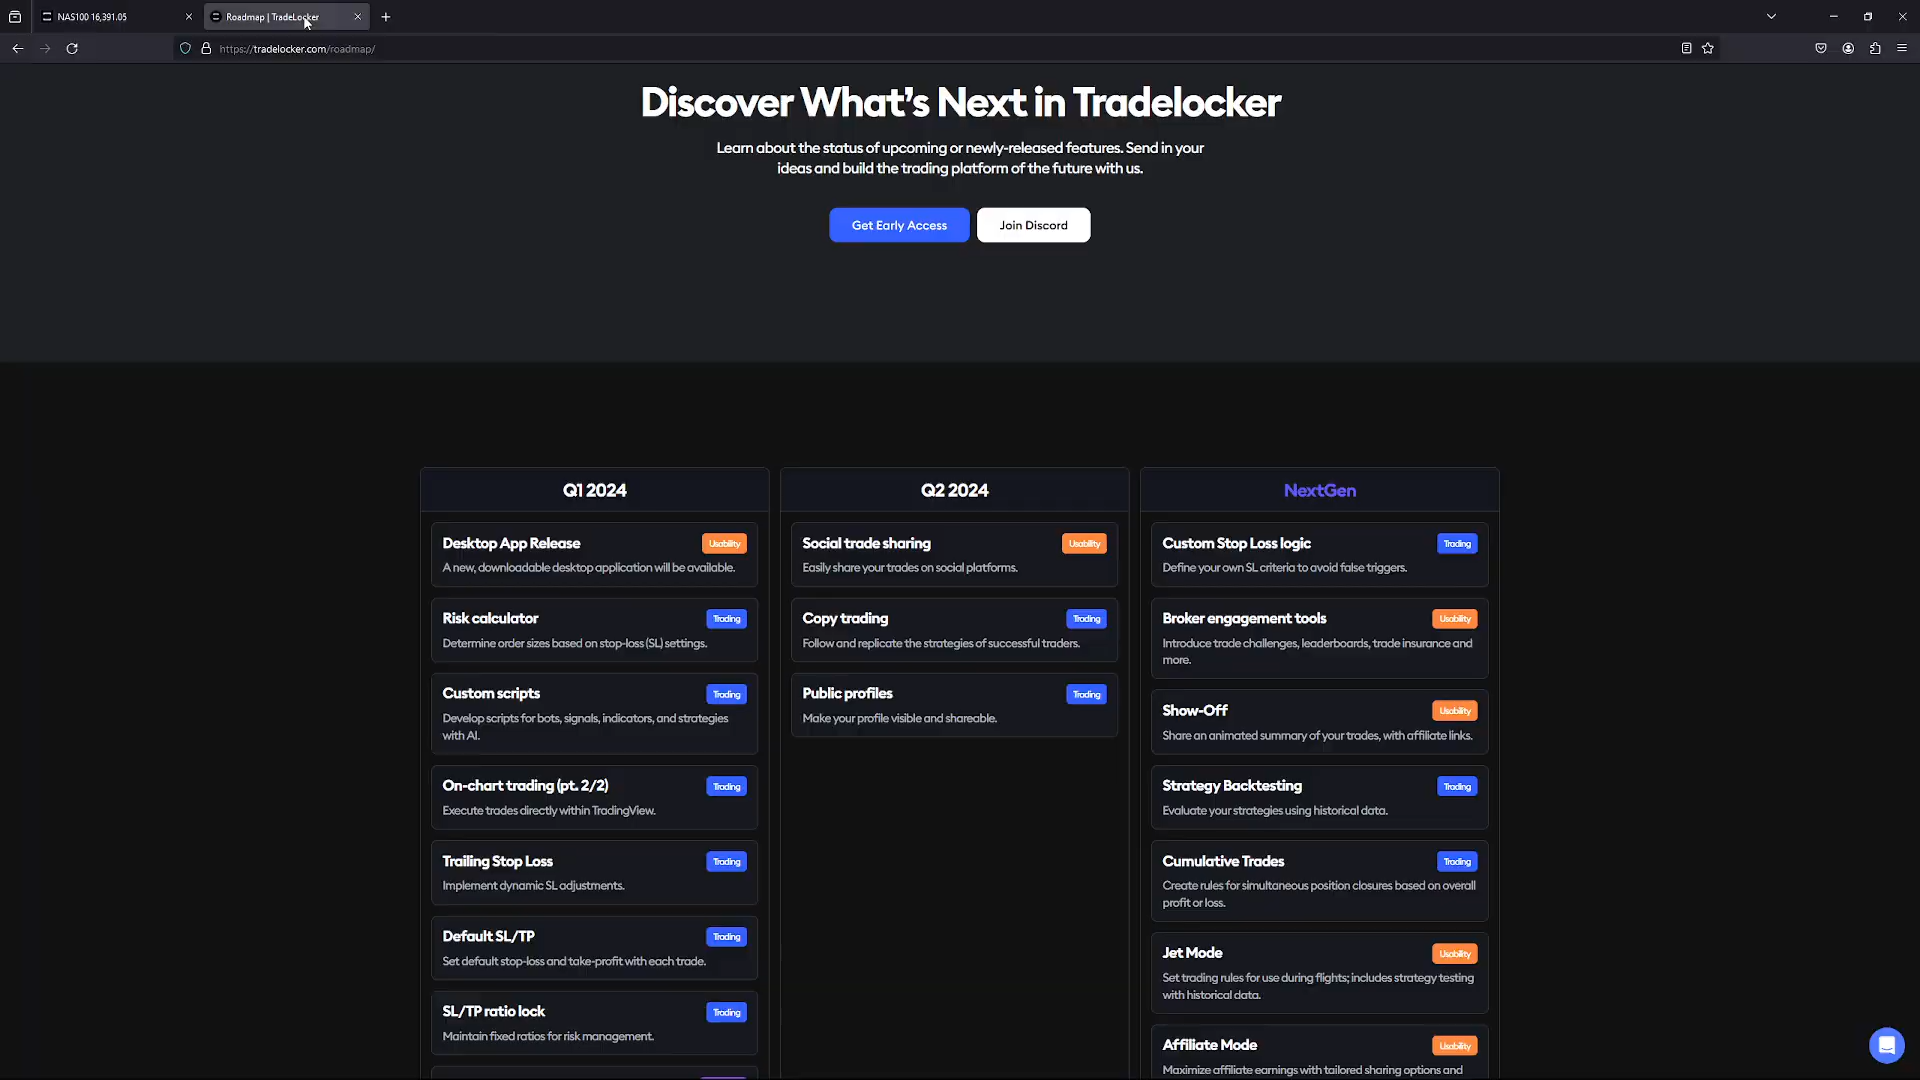 NAS100 16,391.05
Roadmap | TradeLocker
https://tradelocker.com/roadmap/
Discover What's Next in Tradelocker
Learn about the status of upcoming or newly-released features. Send in your
ideas and build the trading platform of the future with us.
Get Early Access
Join Discord
Q1 2024
Desktop App Release
Usability
A new, downloadable desktop application will be available.
Risk calculator
Trading
Determine order sizes based on stop-loss (SL) settings.
Custom scripts
Trading
Develop scripts for bots, signals, indicators, and strategies
with AI.
On-chart trading (pt. 2/2)
Trading
Execute trades directly within TradingView.
Trailing Stop Loss
Trading
Implement dynamic SL adjustments.
Default SL/TP
Trading
Set default stop-loss and take-profit with each trade.
SL/TP ratio lock
Trading
Maintain fixed ratios for risk management.
Q2 2024
Social trade sharing
Usability
Easily share your trades on social platforms.
Copy trading
Trading
Follow and replicate the strategies of successful traders.
Public profiles
Trading
Make your profile visible and shareable.
NextGen
Custom Stop Loss logic
Trading
Define your own SL criteria to avoid false triggers.
Broker engagement tools
Usability
Introduce trade challenges, leaderboards, trade insurance and
more.
Show-Off
Usability
Share an animated summary of your trades, with affiliate links.
Strategy Backtesting
Trading
Evaluate your strategies using historical data.
Cumulative Trades
Trading
Create rules for simultaneous position closures based on overall
profit or loss.
Jet Mode
Usability
Set trading rules for use during flights; includes strategy testing
with historical data.
Affiliate Mode
Usability
Maximize affiliate earnings with tailored sharing options and